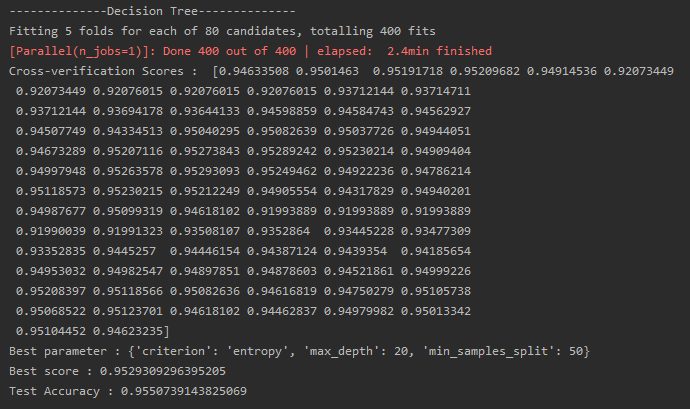 --------------Decision Tree--------------
Fitting 5 folds for each of 80 candidates, totalling 400 fits
[Parallel(n_jobs=1)]: Done 400 out of 400 | elapsed:  2.4min finished
Cross-verification Scores :  [0.94633508 0.9501463  0.95191718 0.95209682 0.94914536 0.92073449
 0.92073449 0.92076015 0.92076015 0.92076015 0.93712144 0.93714711
 0.93712144 0.93694178 0.93644133 0.94598859 0.94584743 0.94562927
 0.94507749 0.94334513 0.95040295 0.95082639 0.95037726 0.94944051
 0.94673289 0.95207116 0.95273843 0.95289242 0.95230214 0.94909404
 0.94997948 0.95263578 0.95293093 0.95249462 0.94922236 0.94786214
 0.95118573 0.95230215 0.95212249 0.94905554 0.94317829 0.94940201
 0.94987677 0.95099319 0.94618102 0.91993889 0.91993889 0.91993889
 0.91990039 0.91991323 0.93508107 0.9352864  0.93445228 0.93477309
 0.93352835 0.9445257  0.94446154 0.94387124 0.9439354  0.94185654
 0.94953032 0.94982547 0.94897851 0.94878603 0.94521861 0.94999226
 0.95208397 0.95118566 0.95082636 0.94616819 0.94750279 0.95105738
 0.95068522 0.95123701 0.94618102 0.94462837 0.94979982 0.95013342
 0.95104452 0.94623235]
Best parameter : {'criterion': 'entropy', 'max_depth': 20, 'min_samples_split': 50}
Best score : 0.9529309296395205
Test Accuracy : 0.9550739143825069